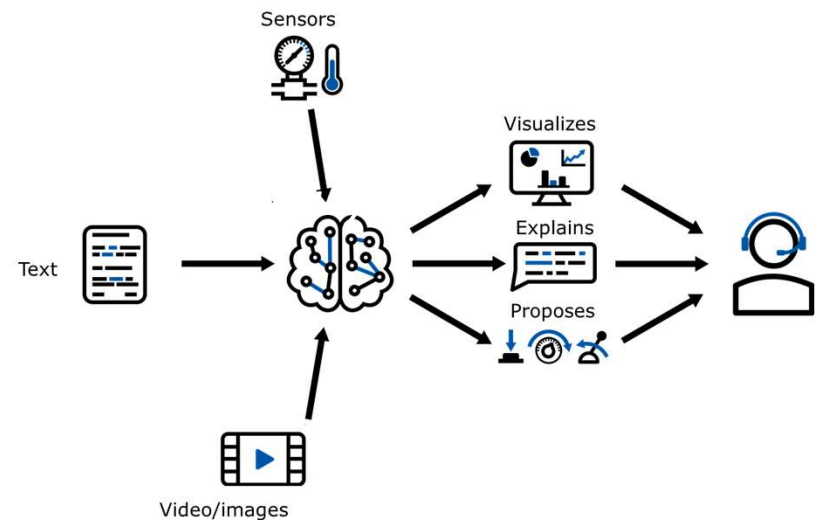 Sensors
Visualizes
Text
Explains
Proposes
Video/images